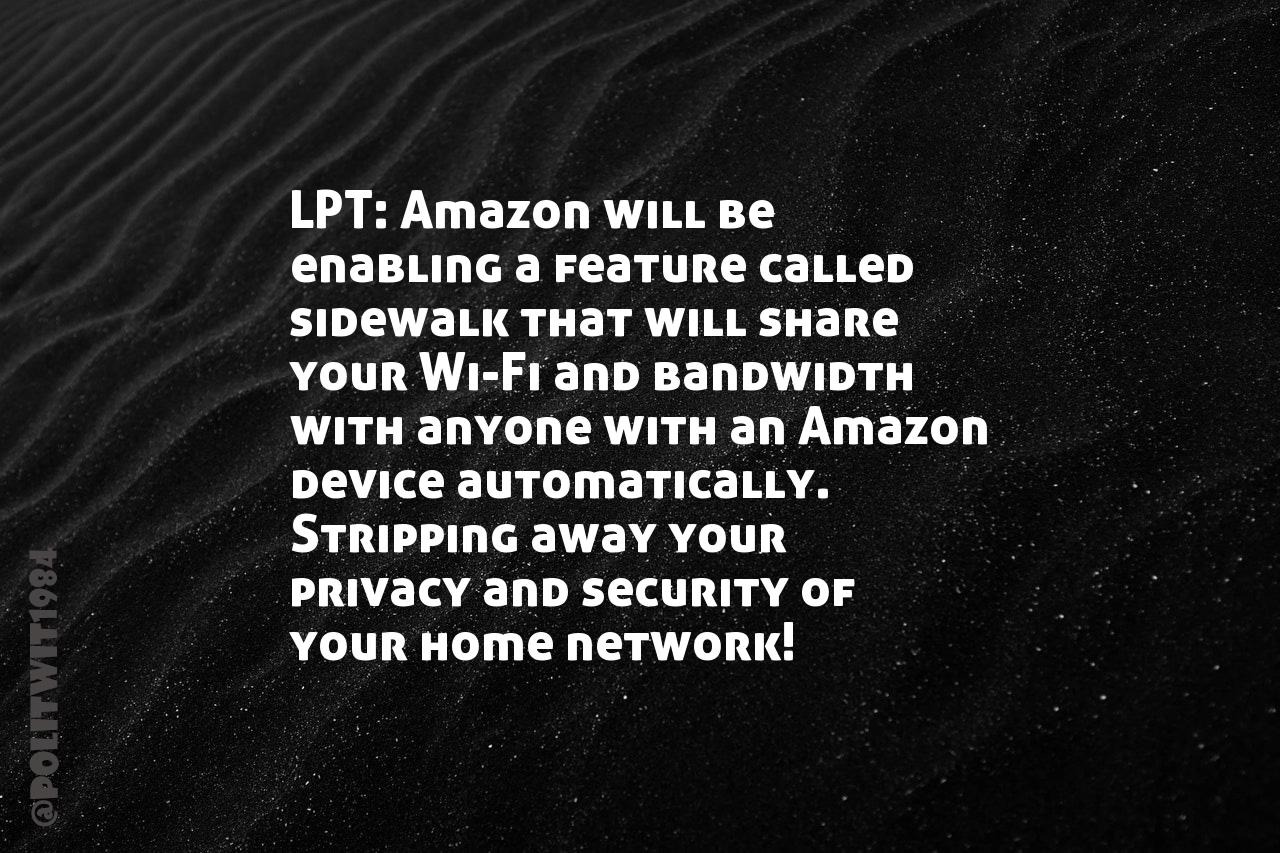 LPT: Amazon will be
enabling a feature called
sidewalk that will share
your Wi-Fi and bandwidth
with anyone with an Amazon
device automatically.
Stripping away your
privacy and security of
your home network!
@POLITWIT1984